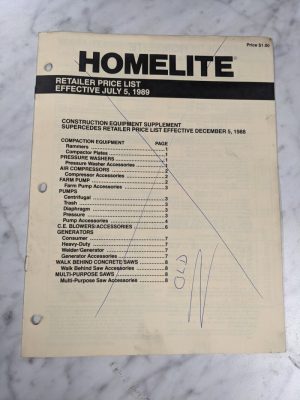 Price $1.00
HOMELITE
RETAILER PRICE LIST
EFFECTIVE JULY 5, 1989
CONSTRUCTION EQUIPMENT SUPPLEMENT
SUPERCEDES RETAILER PRICE LIST EFFECTIVE DECEMBER 5, 1988
COMPACTION EQUIPMENT PAGE
Rammers 1
Compactor Plates 1
PRESSURE WASHERS 1
Pressure Washer Accessories 2
AIR COMPRESSORS 2
Compressor Accessories 2
FARM PUMP 2
Farm Pump Accessories 3
PUMPS
Centrifugal 3
Trash 3
Diaphragm 3
Pressure 4
Pump Accessories 4
C.E. BLOWERS/ACCESSORIES 6
GENERATORS
Consumer 7
Heavy-Duty 7
Welder/Generator 7
Generator Accessories 7
WALK BEHIND CONCRETE/SAWS 8
Walk Behind Saw Accessories 8
MULTI-PURPOSE SAWS 8
Multi-Purpose Saw Accessories 8
OLD